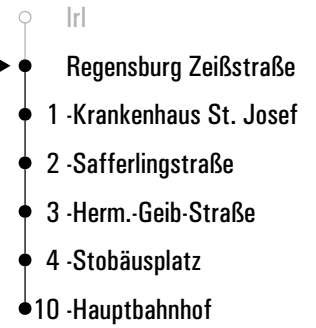 Irl
Regensburg Zeißstraße
1 -Krankenhaus St. Josef
2 -Safferlingstraße
3 -Herm.-Geib-Straße
4 -Stobäusplatz
10 -Hauptbahnhof